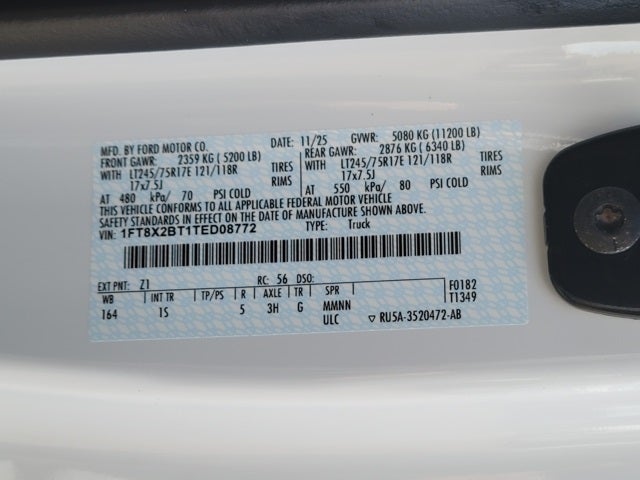 MFD. BY FORD MOTOR CO. DATE: 11/25 GVWR: 5080 KG (11200 LB)
FRONT GAWR: 2359 KG ( 5200 LB) REAR GAWR: 2876 KG ( 6340 LB)
WITH LT245/75R17E 121/118R TIRES WITH LT245/75R17E 121/118R TIRES
17x7.5J RIMS 17x7.5J RIMS
AT 480 kPa/ 70 PSI COLD AT 550 kPa/ 80 PSI COLD
THIS VEHICLE CONFORMS TO ALL APPLICABLE FEDERAL MOTOR VEHICLE
SAFETY STANDARDS IN EFFECT ON THE DATE OF MANUFACTURE SHOWN ABOVE.
VIN: 1FT8X2BT1TED08772 TYPE: Truck
EXT PNT: Z1 RC: 56 DSO: F0182
WB INT TR TP/PS R AXLE TR SPR T1349
164 1S 5 3H G MMNN
ULC ▽ RU5A-3520472-AB